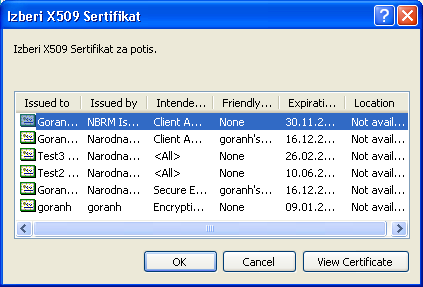 Izberi X509 Sertifikat
Izberi X509 Sertifikat za potis.
Issued to Issued by Intende... Friendly... Expirati... Location
Goran... NBRM Is... Client A... None 30.11.2... Not avail...
Goran... Narodna... Client A... goranh's... 16.12.2... Not avail...
Test3 ... Narodna... <All> None 26.02.2... Not avail...
Test2 ... Narodna... <All> None 10.06.2... Not avail...
Goran... Narodna... Secure E... goranh's... 16.12.2... Not avail...
goranh goranh Encrypti... None 09.01.2... Not avail...
OK Cancel View Certificate